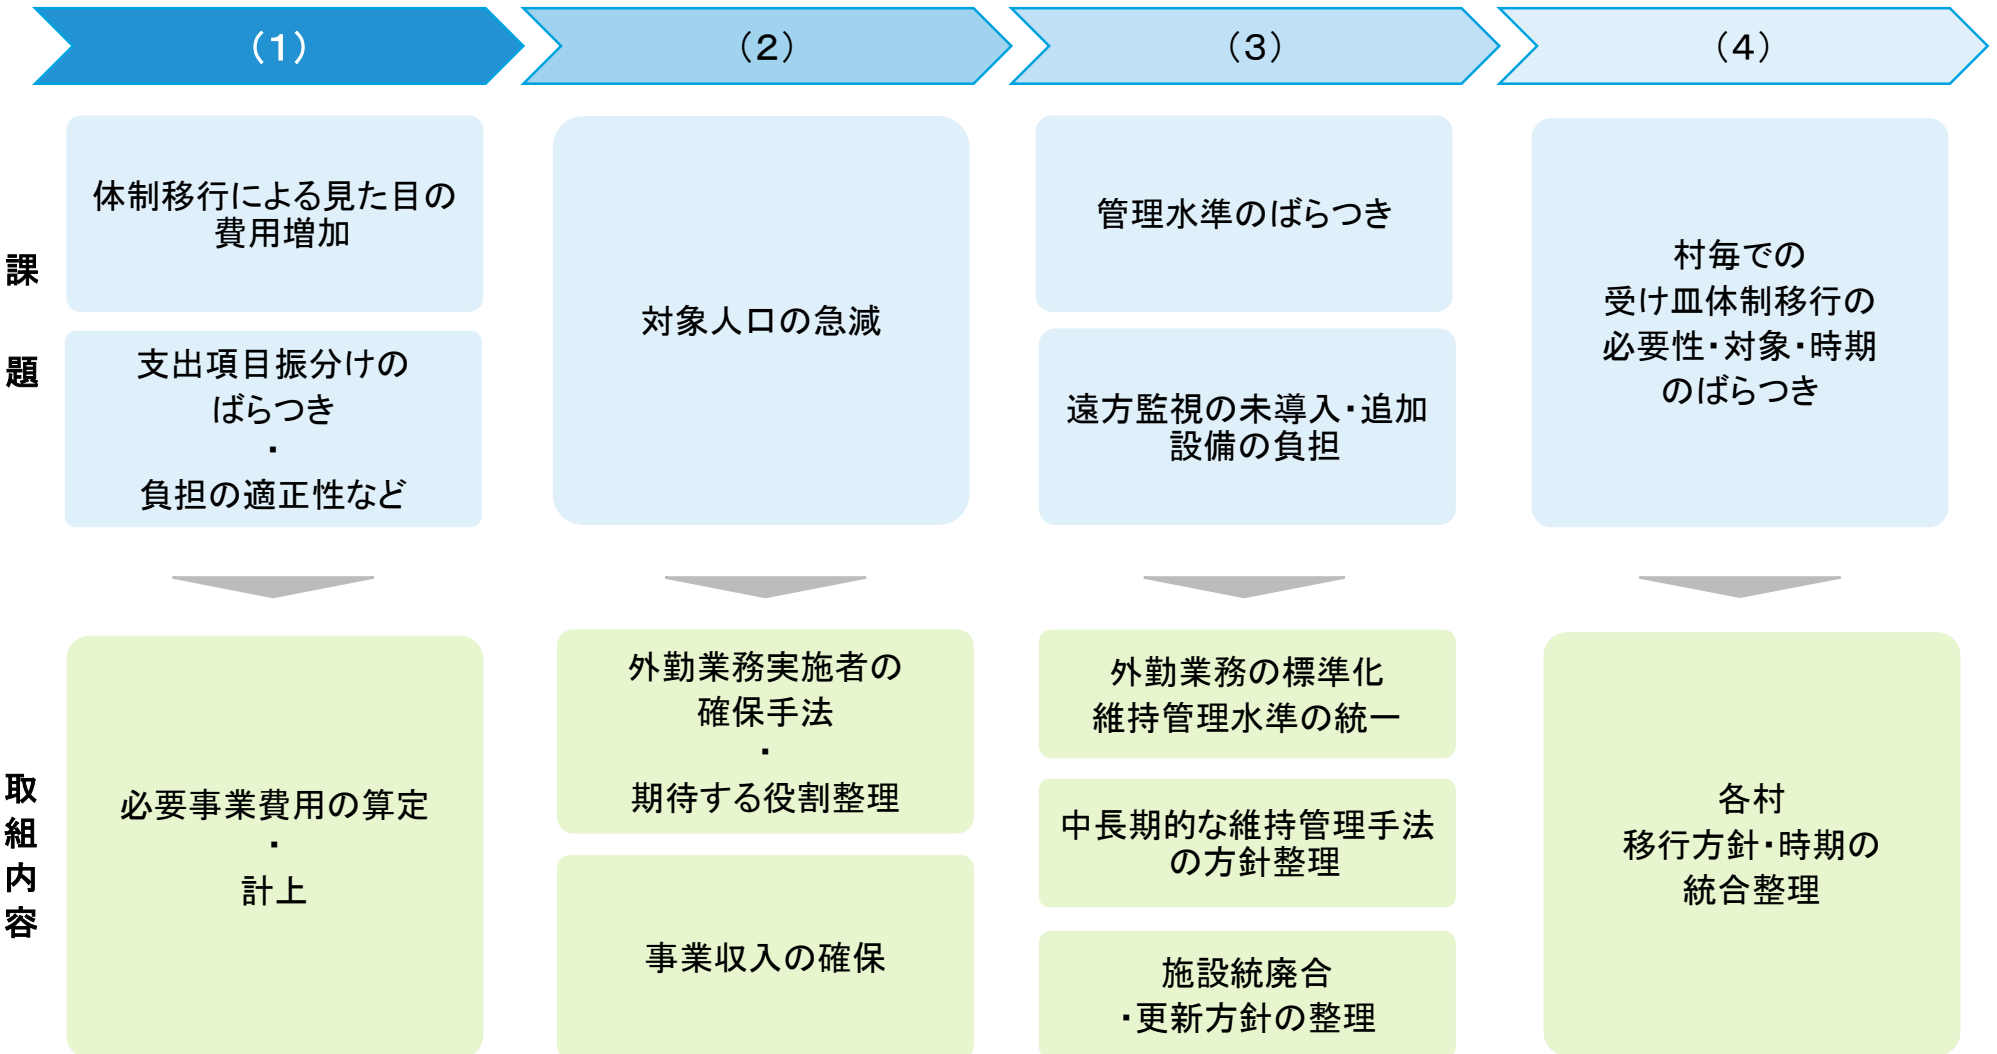 （１）
（２）
（３）
（４）
課
題
体制移行による見た目の
費用増加
支出項目振分けの
ばらつき
・
負担の適正性など
対象人口の急減
管理水準のばらつき
遠方監視の未導入・追加
設備の負担
村毎での
受け皿体制移行の
必要性・対象・時期
のばらつき
取
組
内
容
必要事業費用の算定
・
計上
外勤業務実施者の
確保手法
・
期待する役割整理
事業収入の確保
外勤業務の標準化
維持管理水準の統一
中長期的な維持管理手法
の方針整理
施設統廃合
・更新方針の整理
各村
移行方針・時期の
統合整理